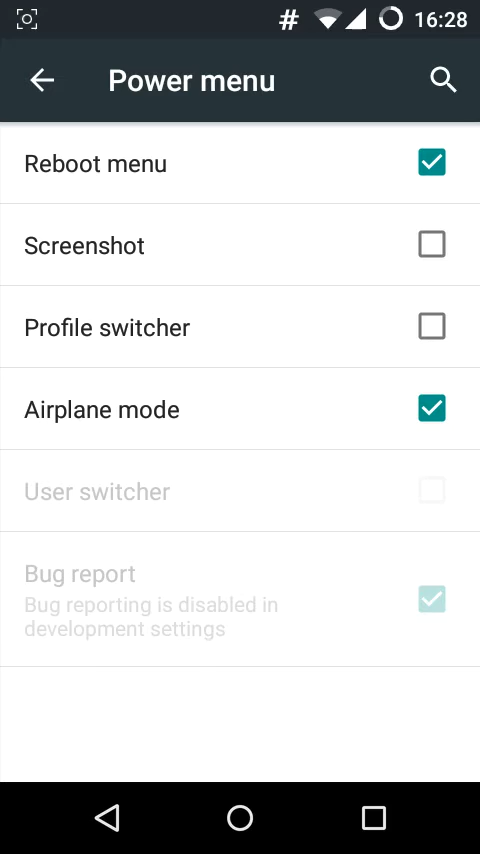 # 16:28
Power menu
Reboot menu
Screenshot
Profile switcher
Airplane mode
User switcher
Bug report
Bug reporting is disabled in
development settings